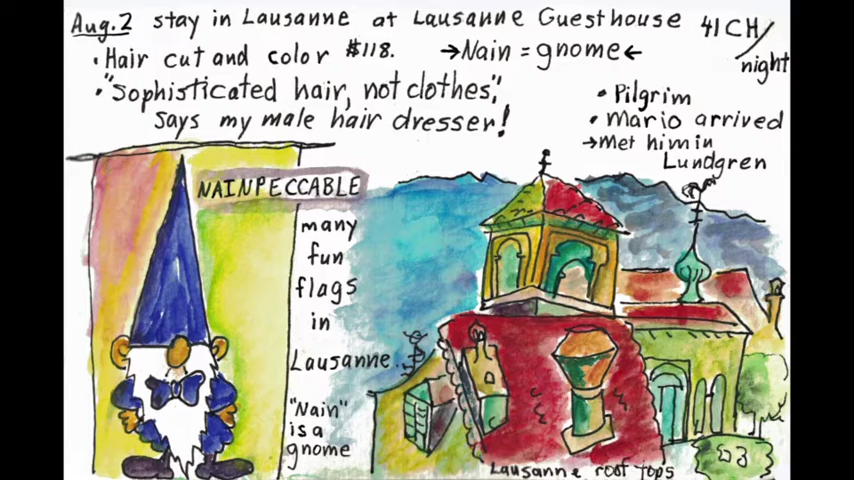 Aug. 2 stay in Lausanne at Lausanne Guesthouse 41 CH/night
• Hair cut and color $118. →Nain = gnome←
• "Sophisticated hair, not clothes,"
says my male hair dresser!
• Pilgrim
• Mario arrived
→Met him in
Lundgren
NAINPECCABLE
many
fun
flags
in
Lausanne.
"Nain"
is a
gnome
Lausanne roof tops